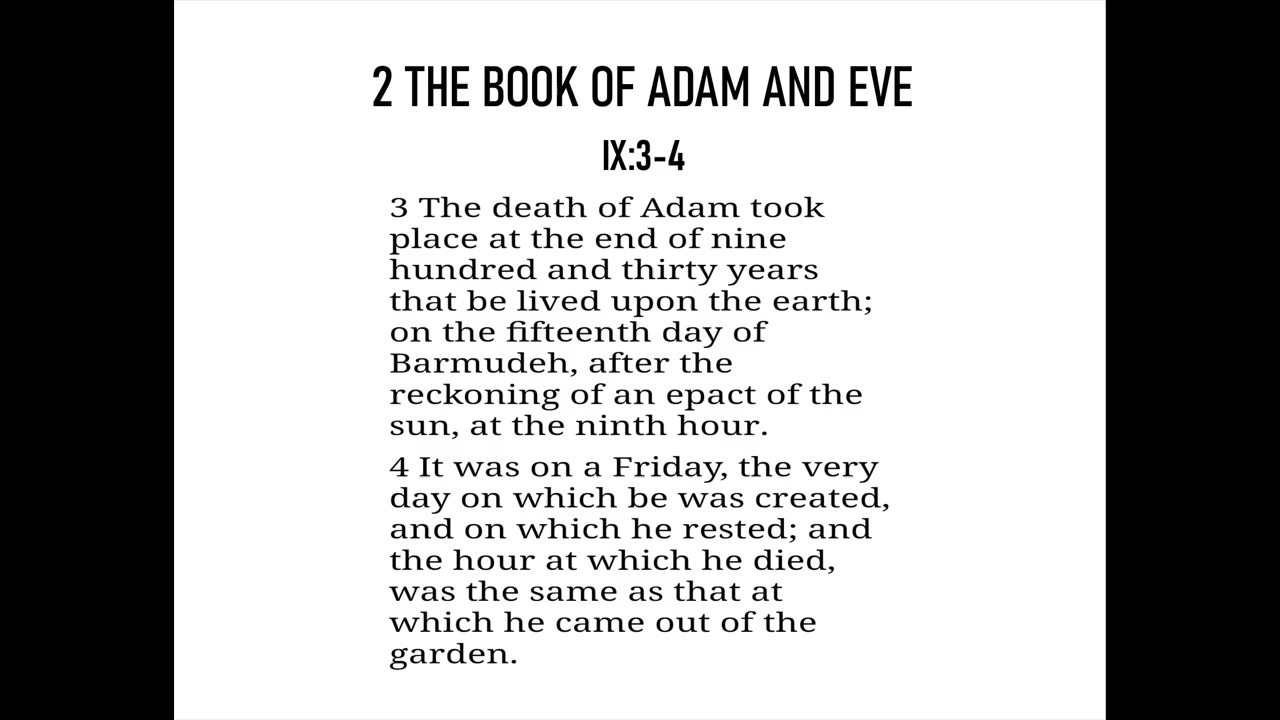 2 THE BOOK OF ADAM AND EVE
IX:3-4
3 The death of Adam took
place at the end of nine
hundred and thirty years
that be lived upon the earth;
on the fifteenth day of
Barmudeh, after the
reckoning of an epact of the
sun, at the ninth hour.
4 It was on a Friday, the very
day on which be was created,
and on which he rested; and
the hour at which he died,
was the same as that at
which he came out of the
garden.